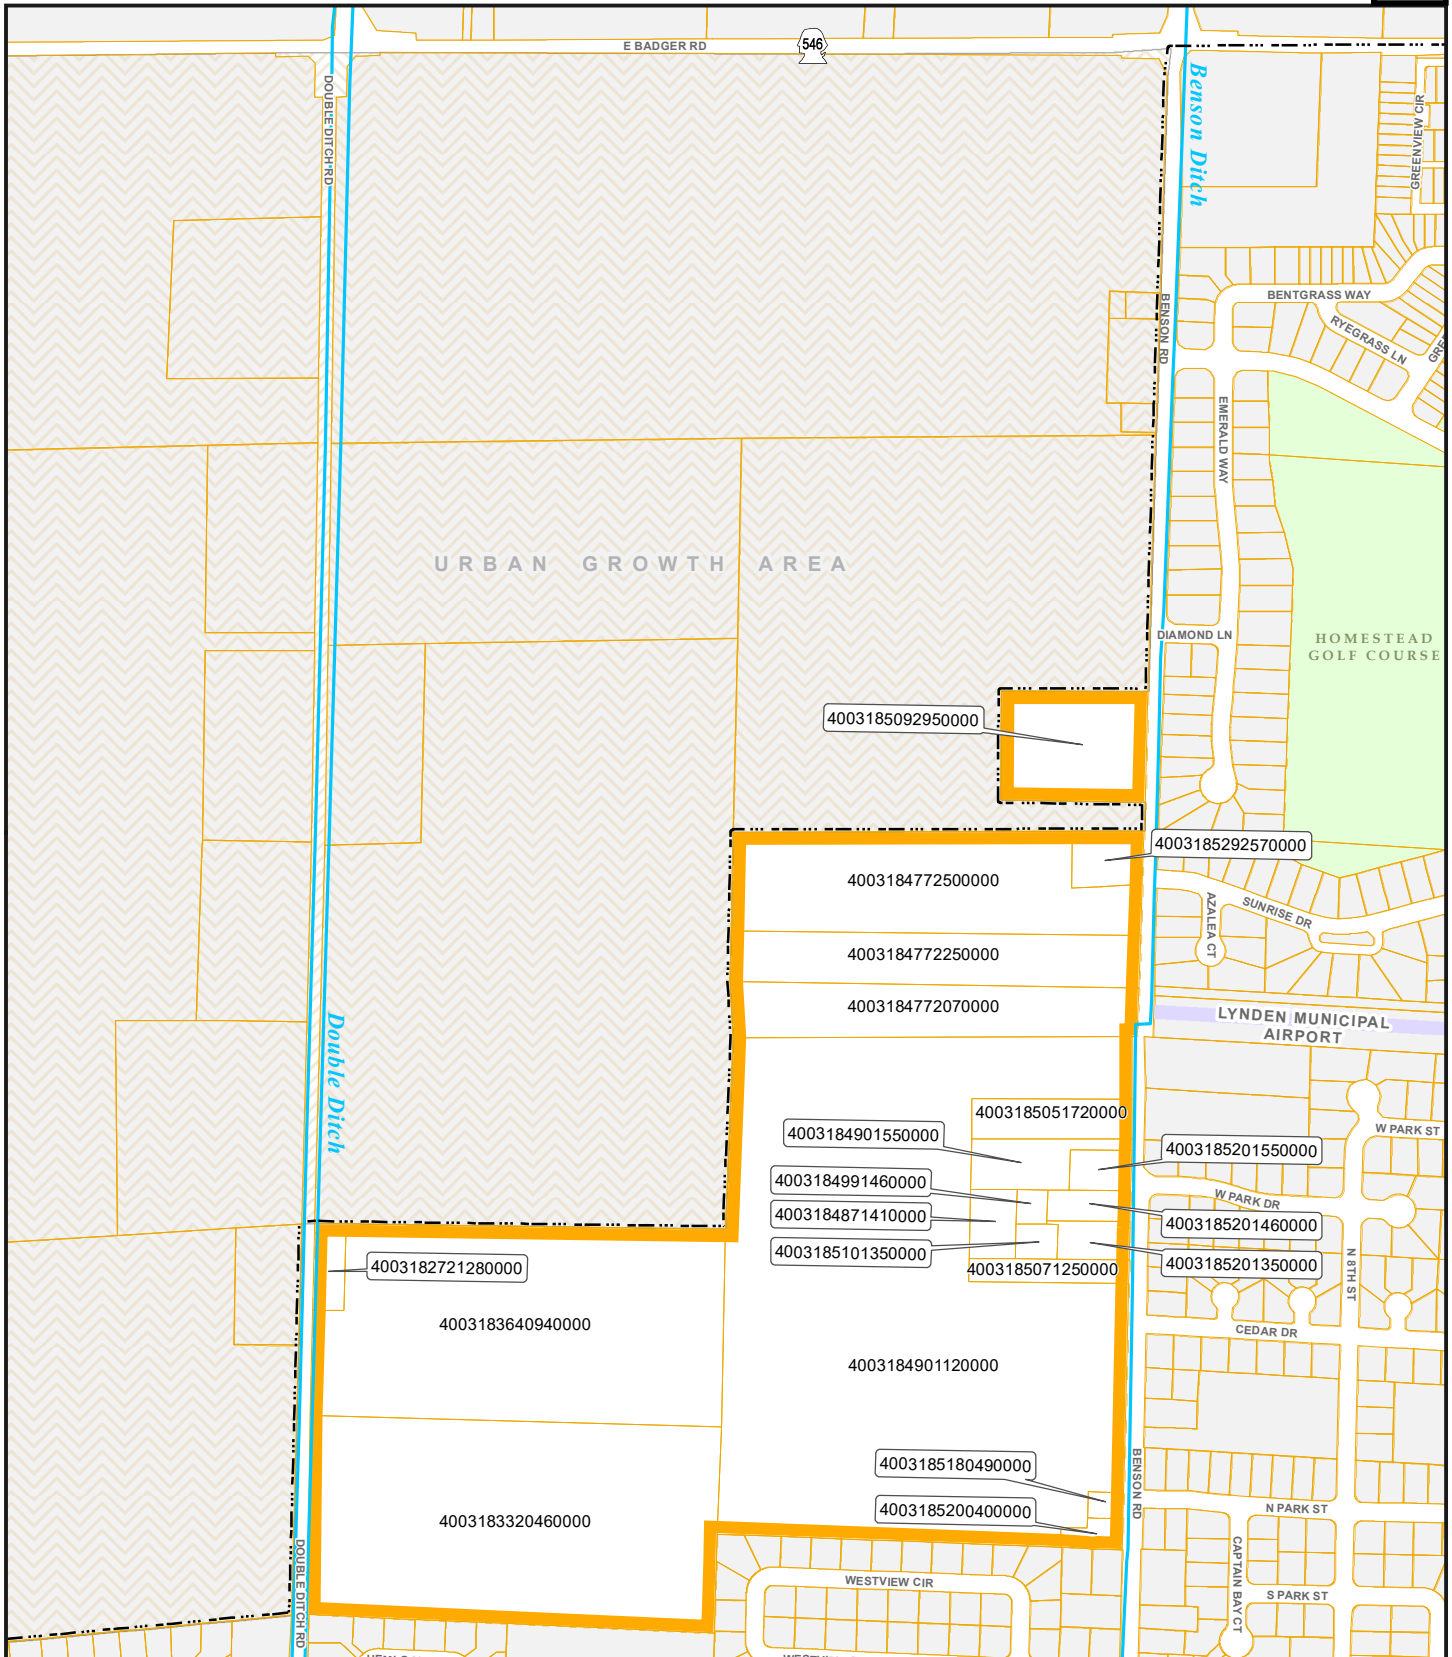 E BADGER RD
546
DOUBLE DITCH RD
Benson Ditch
GREENVIEW CIR
BENSON RD
BENTGRASS WAY
RYEGRASS LN
EMERALD WAY
URBAN GROWTH AREA
DIAMOND LN
HOMESTEAD
GOLF COURSE
4003185092950000
4003185292570000
4003184772500000
AZALEA CT
SUNRISE DR
4003184772250000
4003184772070000
LYNDEN MUNICIPAL
AIRPORT
Double Ditch
4003185051720000
4003184901550000
W PARK ST
4003185201550000
4003184991460000
W PARK DR
4003184871410000
4003185201460000
4003185101350000
4003185201350000
4003182721280000
4003185071250000
N 8TH ST
4003183640940000
CEDAR DR
4003184901120000
4003185180490000
BENSON RD
4003185200400000
N PARK ST
4003183320460000
DOUBLE DITCH RD
CAPTAIN BAY CT
WESTVIEW CIR
S PARK ST